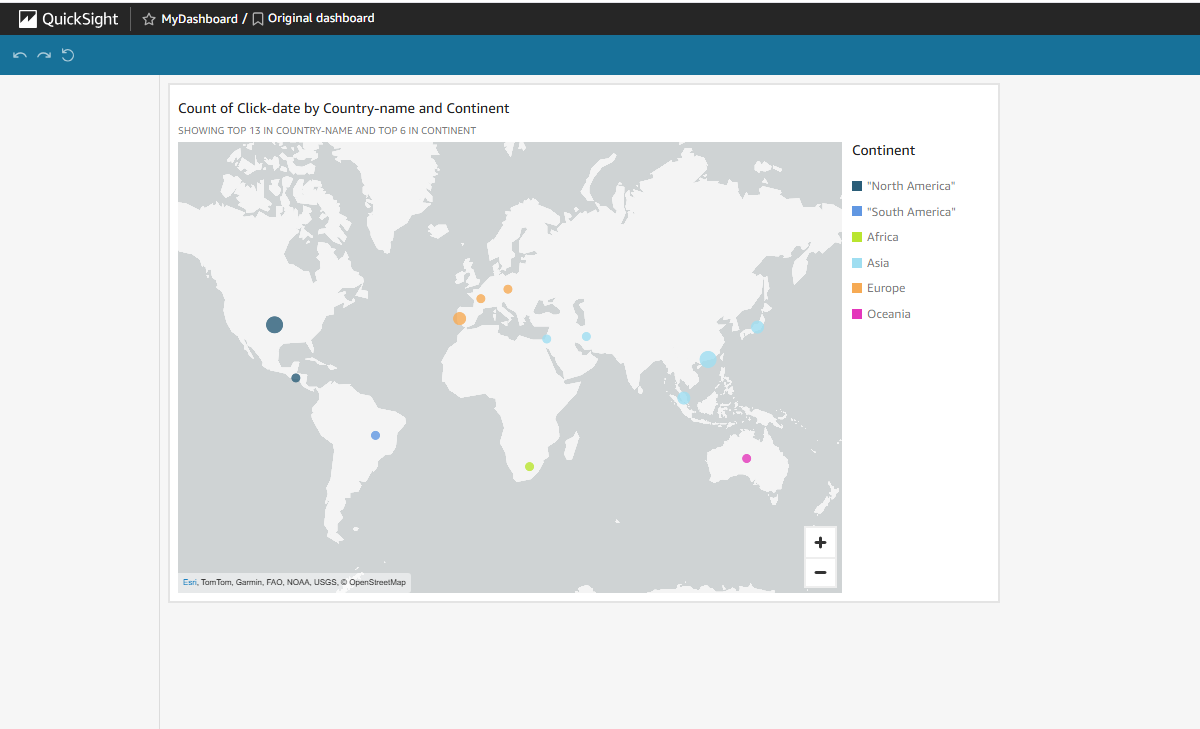 QuickSight
MyDashboard / Original dashboard
Count of Click-date by Country-name and Continent
SHOWING TOP 13 IN COUNTRY-NAME AND TOP 6 IN CONTINENT
Continent
"North America"
"South America"
Africa
Asia
Europe
Oceania
+
−
Esri, TomTom, Garmin, FAO, NOAA, USGS, © OpenStreetMap